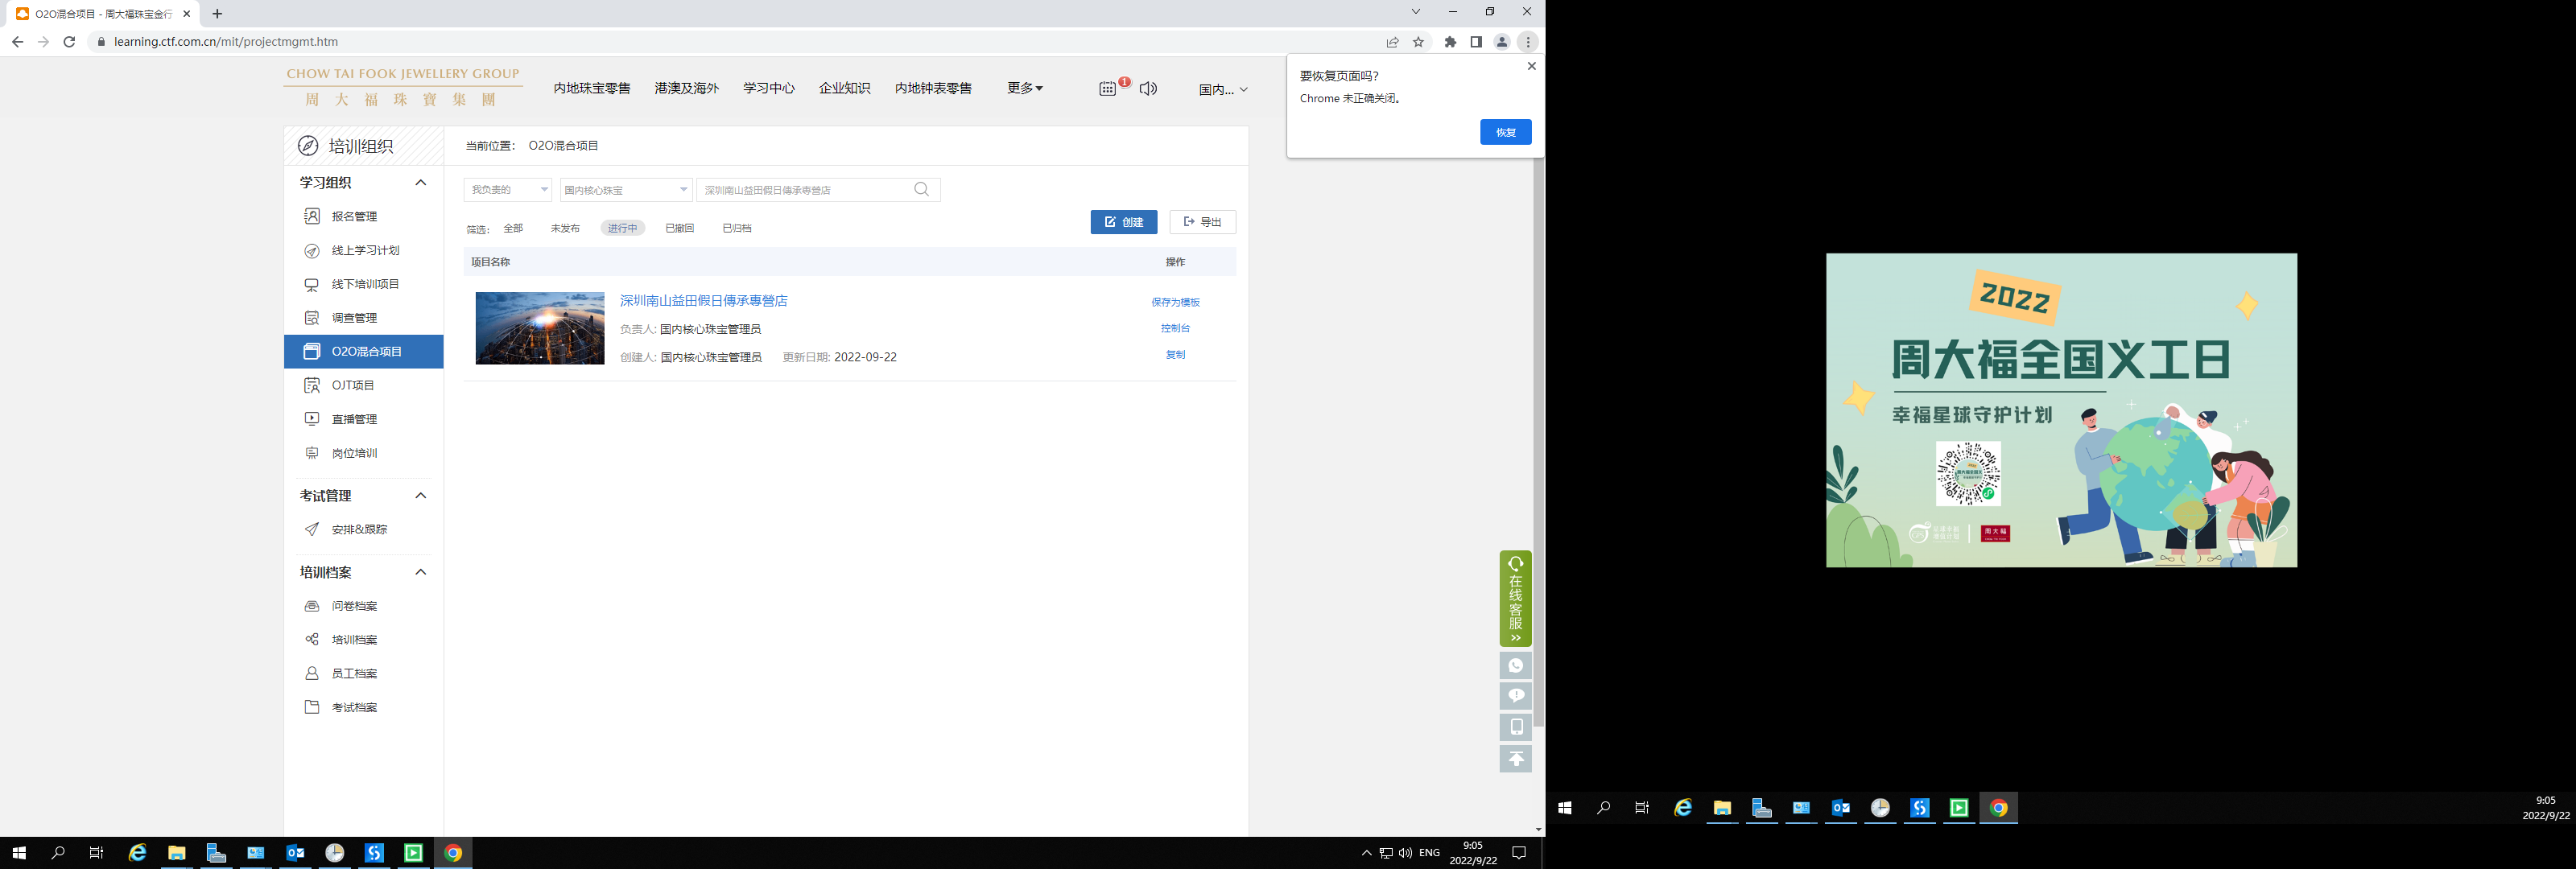 O2O混合项目 - 周大福珠宝金行
learning.ctf.com.cn/mit/projectmgmt.htm
要恢复页面吗?
Chrome 未正确关闭。
恢复
CHOW TAI FOOK JEWELLERY GROUP
周大福珠寶集團
内地珠宝零售
港澳及海外
学习中心
企业知识
内地钟表零售
更多
1
国内...
培训组织
当前位置: O2O混合项目
学习组织
报名管理
线上学习计划
线下培训项目
调查管理
O2O混合项目
OJT项目
直播管理
岗位培训
考试管理
安排&跟踪
培训档案
问卷档案
培训档案
员工档案
考试档案
我负责的
国内核心珠宝
深圳南山益田假日傳承專營店
筛选:
全部
未发布
进行中
已撤回
已归档
创建
导出
项目名称
操作
深圳南山益田假日傳承專營店
负责人: 国内核心珠宝管理员
创建人: 国内核心珠宝管理员 更新日期: 2022-09-22
保存为模板
控制台
复制
在线客服
ENG
9:05
2022/9/22
2022
周大福全国义工日
幸福星球守护计划
周大福
9:05
2022/9/22